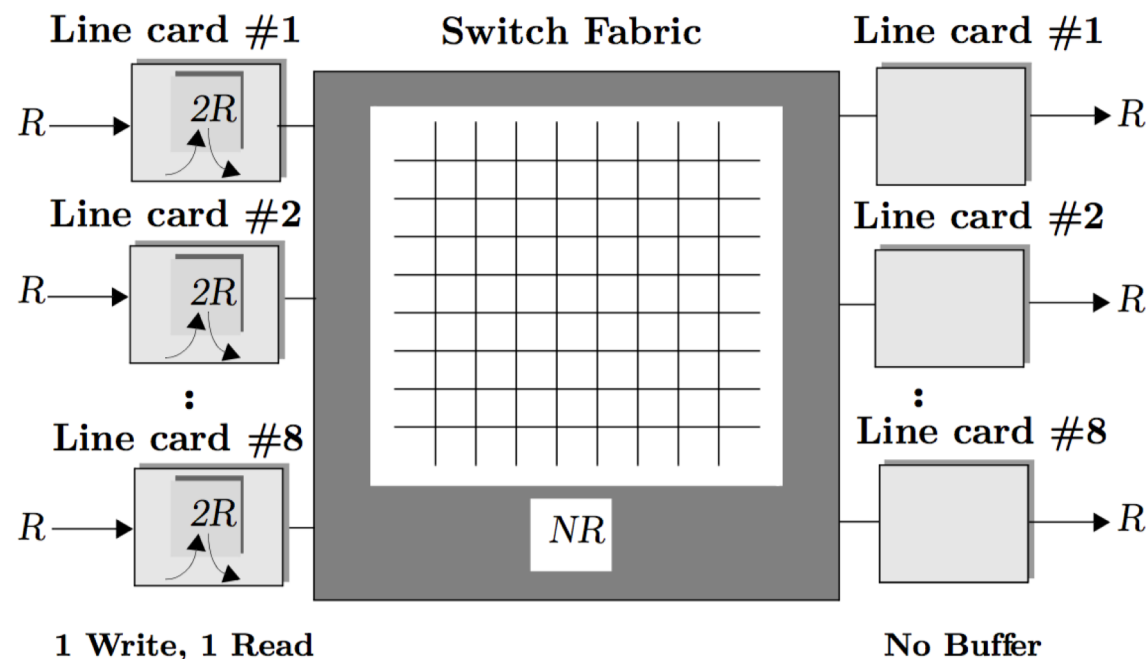 Line card #1
Switch Fabric
Line card #1
R
2R
R
Line card #2
Line card #2
R
2R
R
:
:
Line card #8
Line card #8
R
2R
NR
R
1 Write, 1 Read
No Buffer